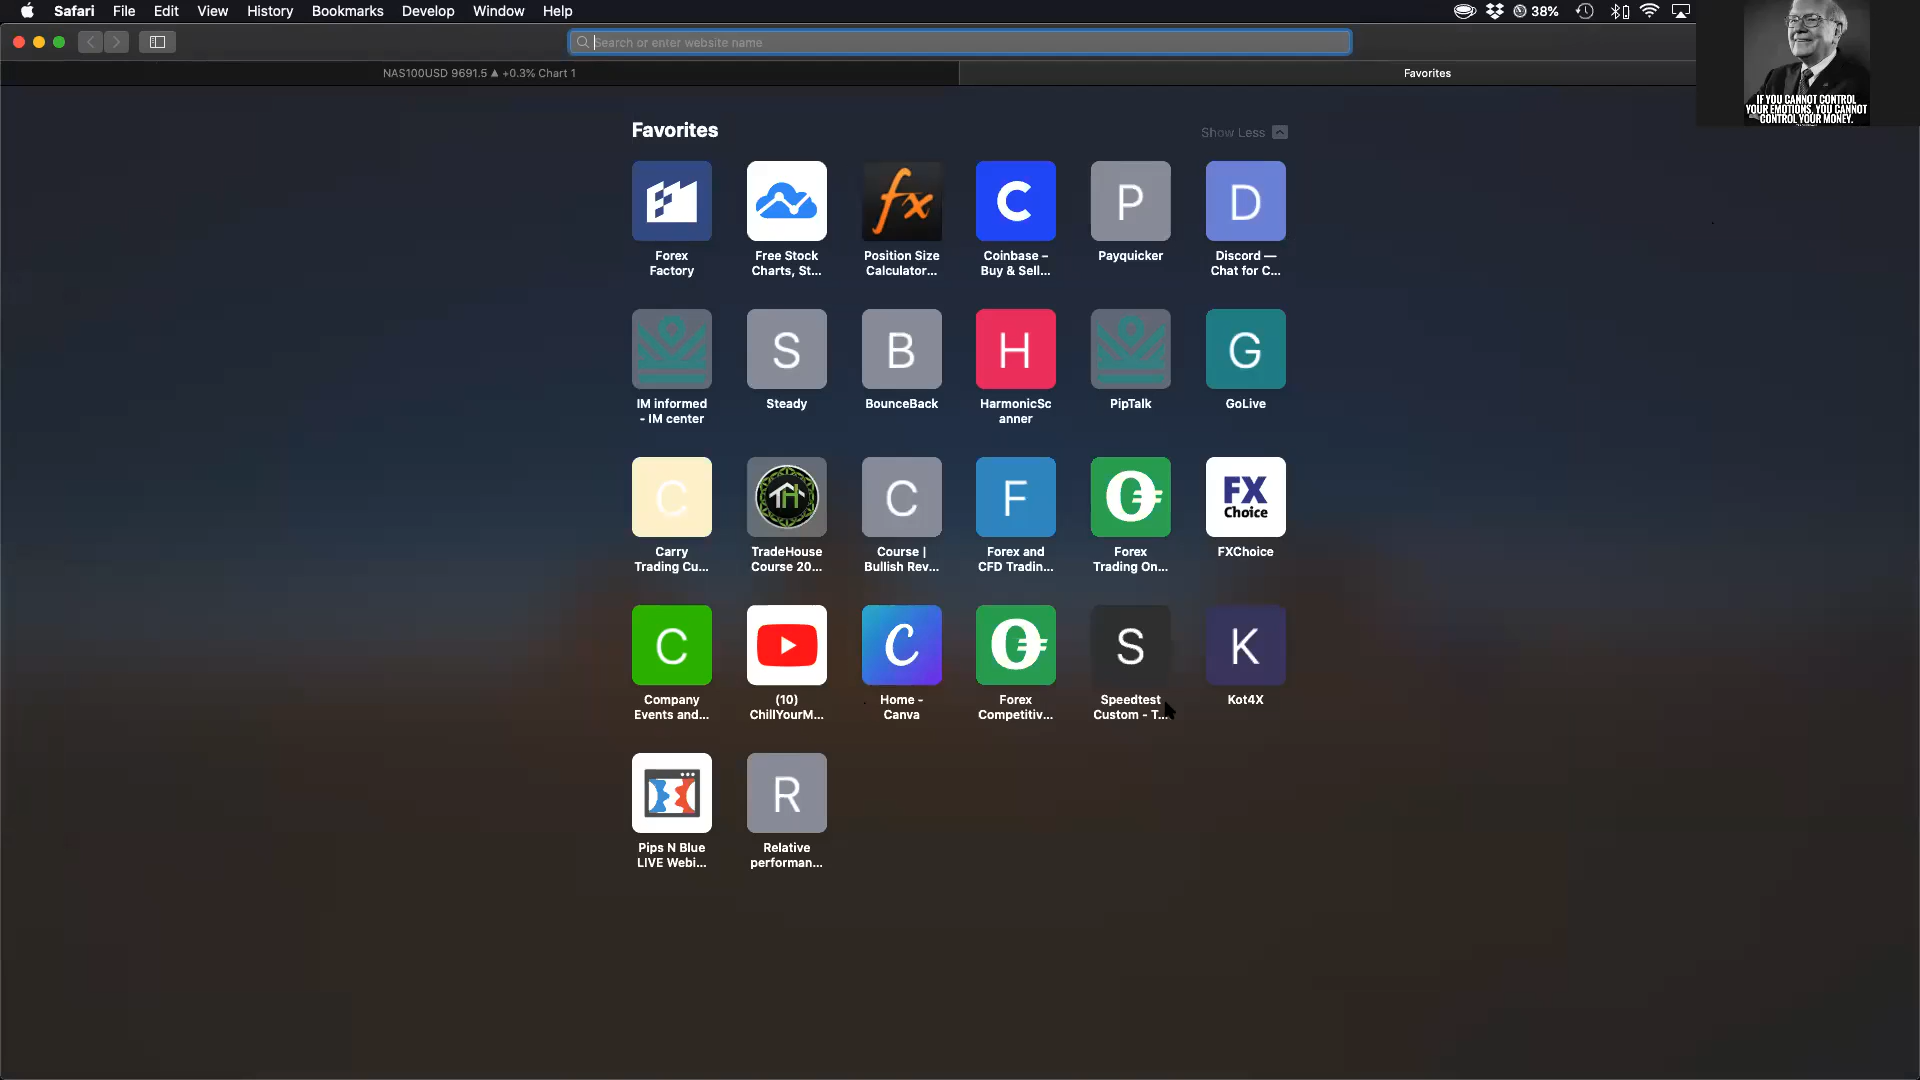 Safari File Edit View History Bookmarks Develop Window Help 38%
Search or enter website name
NAS100USD 9691.5 ▲ +0.3% Chart 1
Favorites
IF YOU CANNOT CONTROL
YOUR EMOTIONS, YOU CANNOT
CONTROL YOUR MONEY.
Favorites
Show Less
fx C P D
Forex
Factory
Free Stock
Charts, St...
Position Size
Calculator...
Coinbase –
Buy & Sell...
Payquicker
Discord —
Chat for C...
S B H G
IM informed
- IM center
Steady
BounceBack
HarmonicSc
anner
PipTalk
GoLive
C TH C F FX
Choice
Carry
Trading Cu...
TradeHouse
Course 20...
Course |
Bullish Rev...
Forex and
CFD Tradin...
Forex
Trading On...
FXChoice
C C S K
Company
Events and...
(10)
ChillYourM...
Home -
Canva
Forex
Competitiv...
Speedtest
Custom - T...
Kot4X
R
Pips N Blue
LIVE Webi...
Relative
performan...